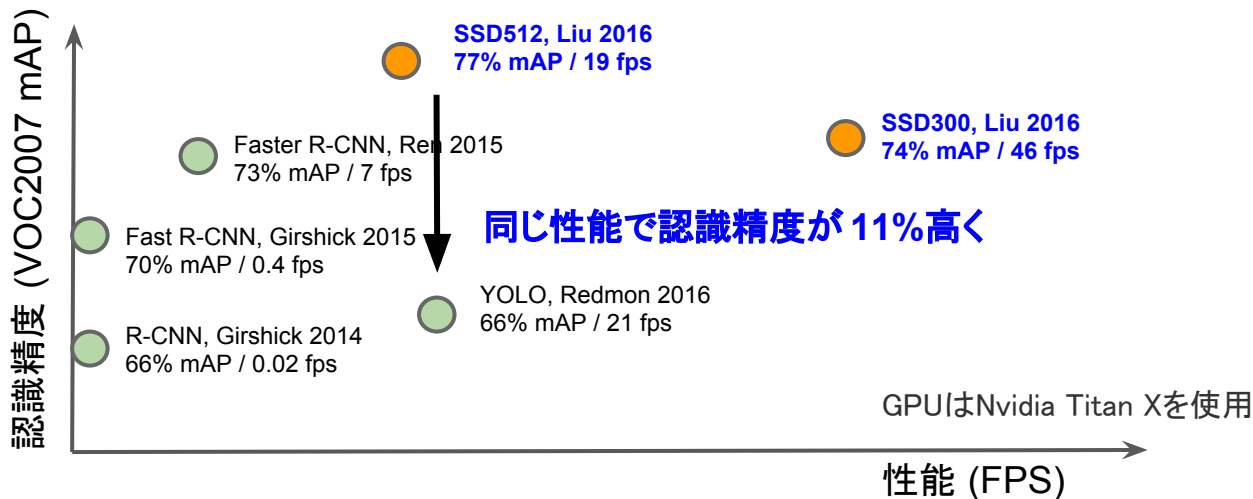 認識精度 (VOC2007 mAP)
SSD512, Liu 2016
77% mAP / 19 fps
SSD300, Liu 2016
74% mAP / 46 fps
Faster R-CNN, Ren 2015
73% mAP / 7 fps
同じ性能で認識精度が 11%高く
Fast R-CNN, Girshick 2015
70% mAP / 0.4 fps
YOLO, Redmon 2016
66% mAP / 21 fps
R-CNN, Girshick 2014
66% mAP / 0.02 fps
GPUはNvidia Titan Xを使用
性能 (FPS)